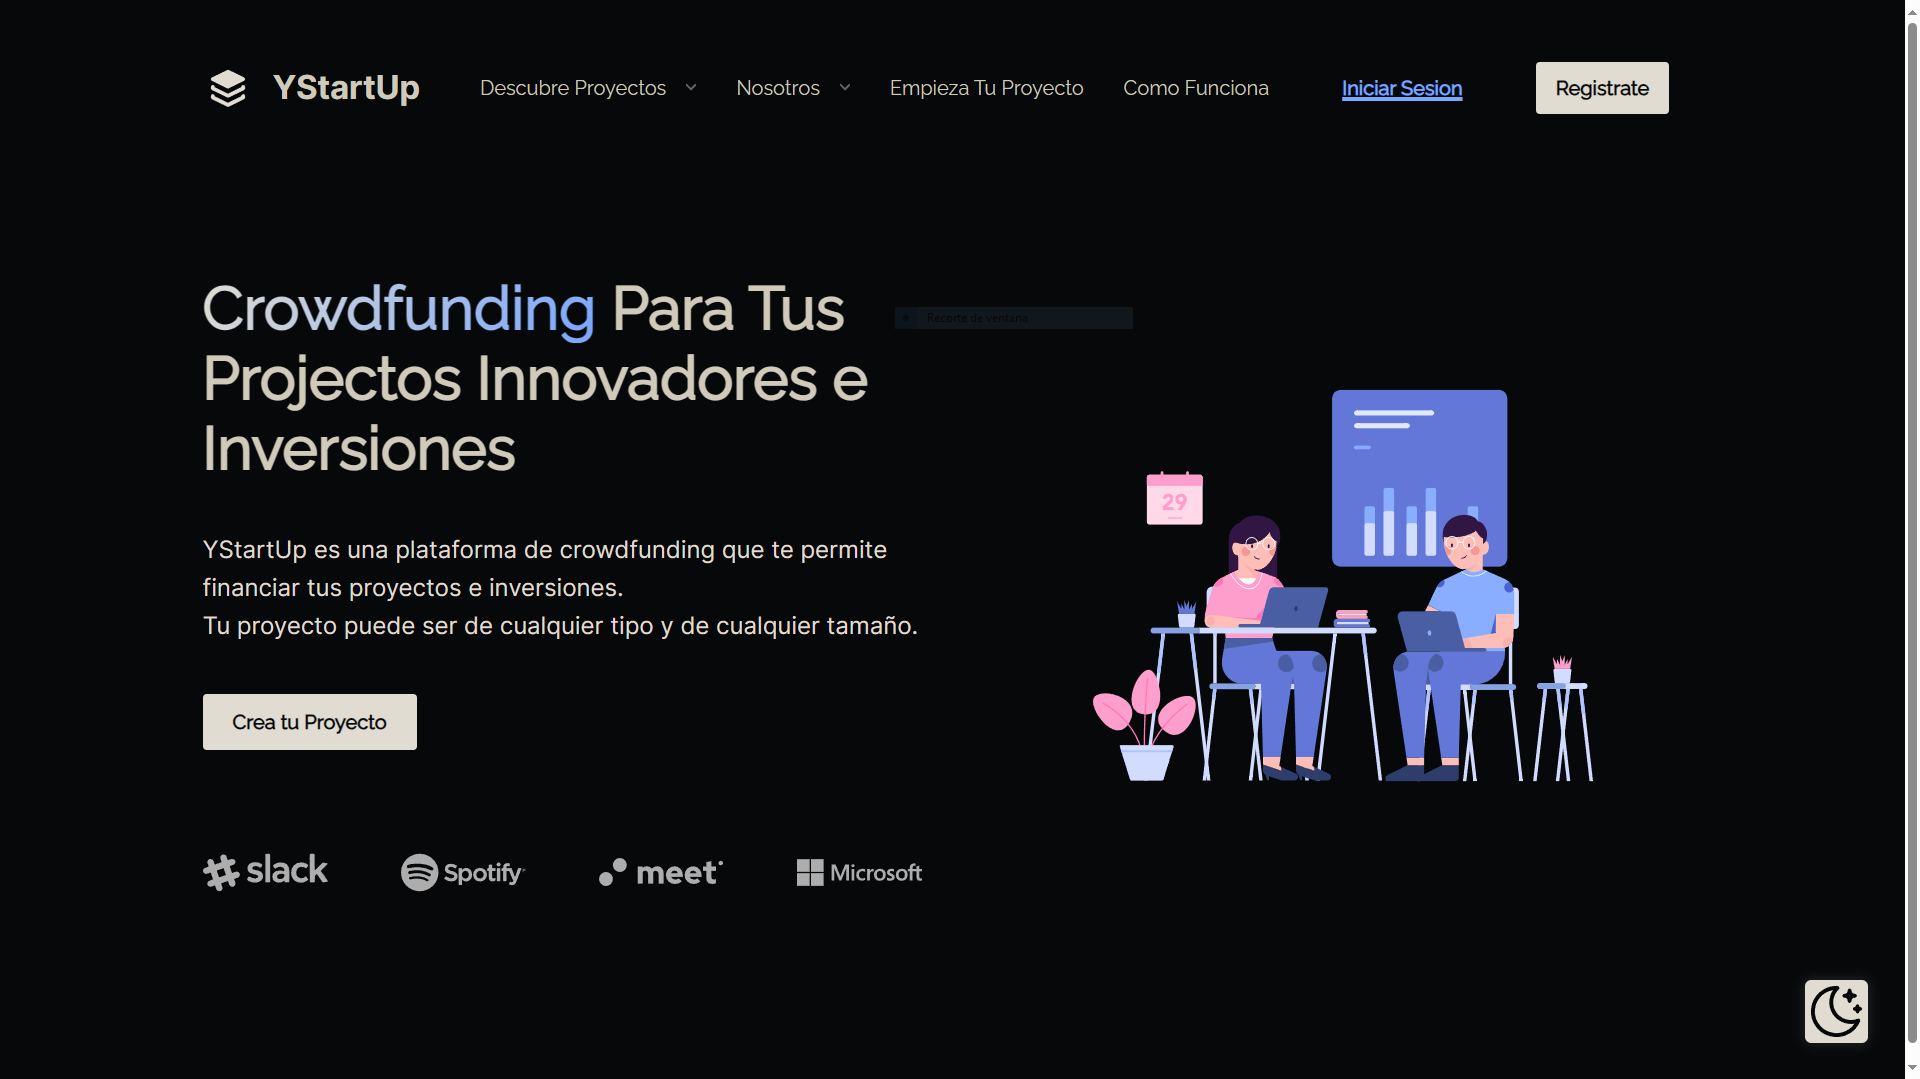 YStartUp
Descubre Proyectos
Nosotros
Empieza Tu Proyecto
Como Funciona
Iniciar Sesion
Registrate
Crowdfunding Para Tus
Projectos Innovadores e
Inversiones
Recorte de ventana
YStartUp es una plataforma de crowdfunding que te permite
financiar tus proyectos e inversiones.
Tu proyecto puede ser de cualquier tipo y de cualquier tamaño.
Crea tu Proyecto
29
slack
Spotify
meet
Microsoft